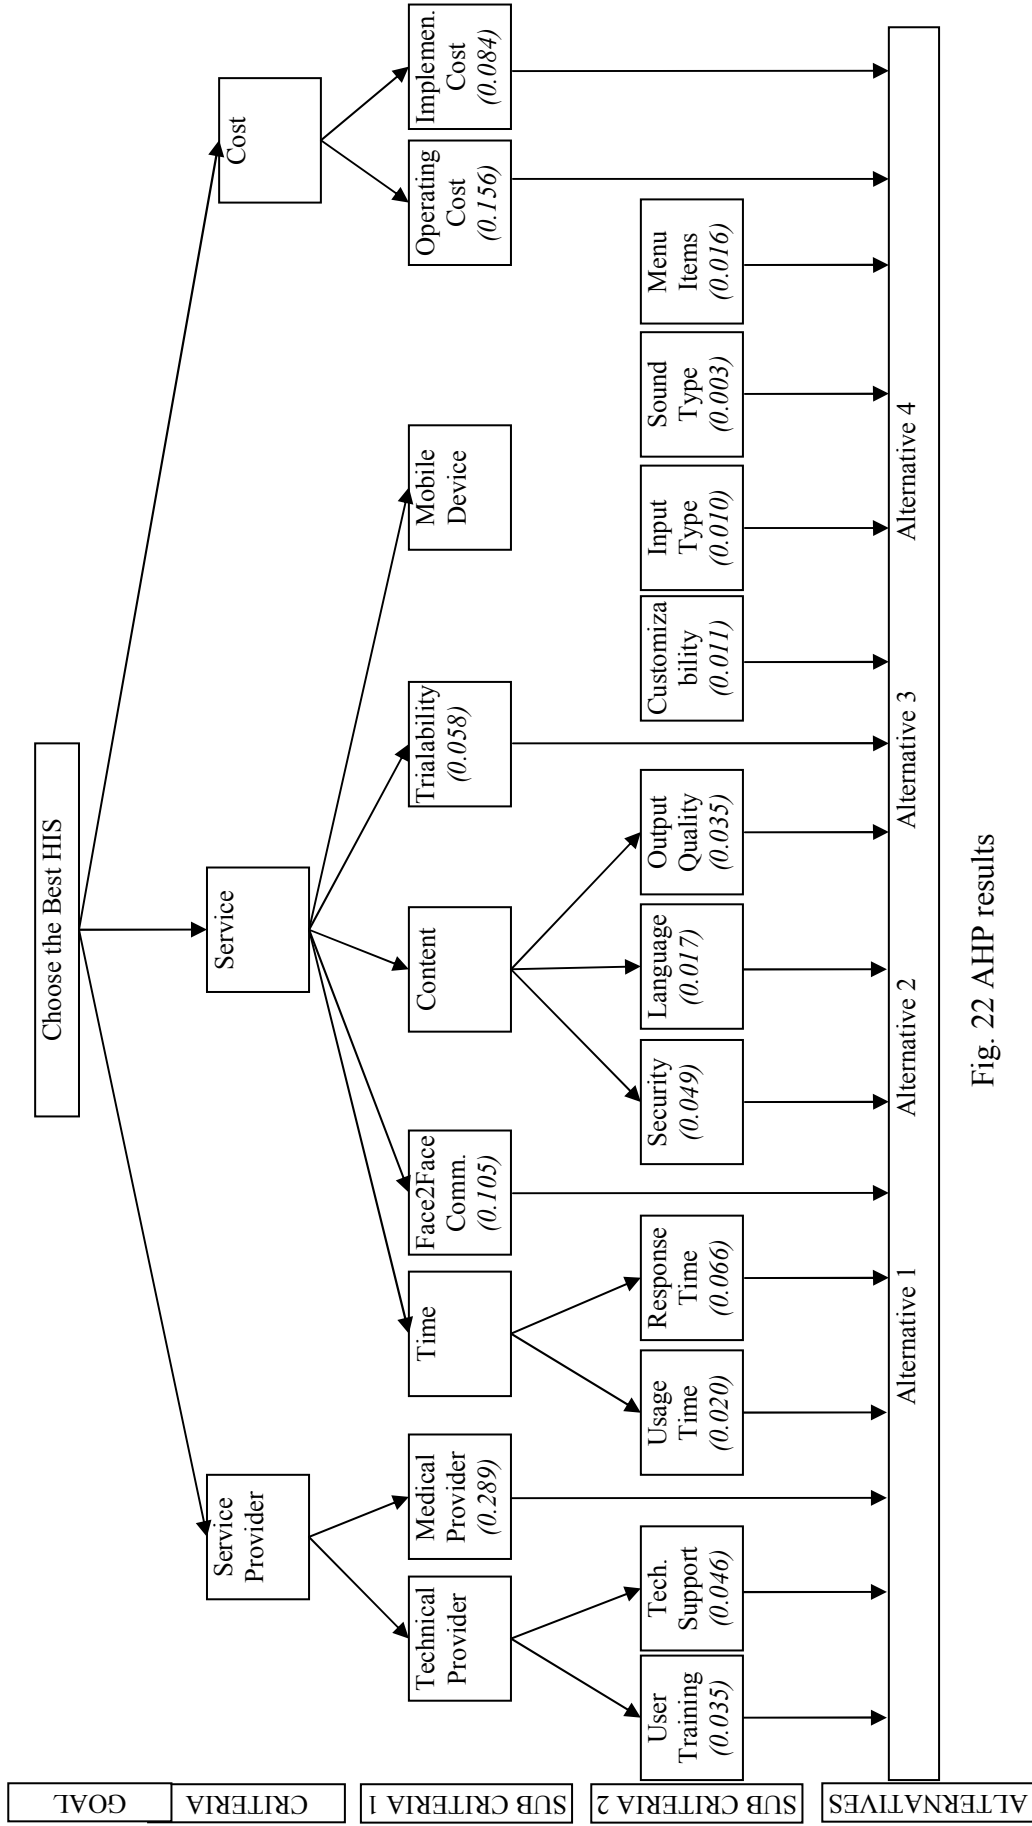 GOAL
Choose the Best HIS
CRITERIA
Service
Provider
Service
Cost
SUB CRITERIA 1
Technical
Provider
Medical
Provider
(0.289)
Time
Face2Face
Comm.
(0.105)
Content
Trialability
(0.058)
Mobile
Device
Operating
Cost
(0.156)
Implemen.
Cost
(0.084)
SUB CRITERIA 2
User
Training
(0.035)
Tech.
Support
(0.046)
Usage
Time
(0.020)
Response
Time
(0.066)
Security
(0.049)
Language
(0.017)
Output
Quality
(0.035)
Customiza
bility
(0.011)
Input
Type
(0.010)
Sound
Type
(0.003)
Menu
Items
(0.016)
ALTERNATIVES
Alternative 1
Alternative 2
Alternative 3
Alternative 4
Fig. 22 AHP results